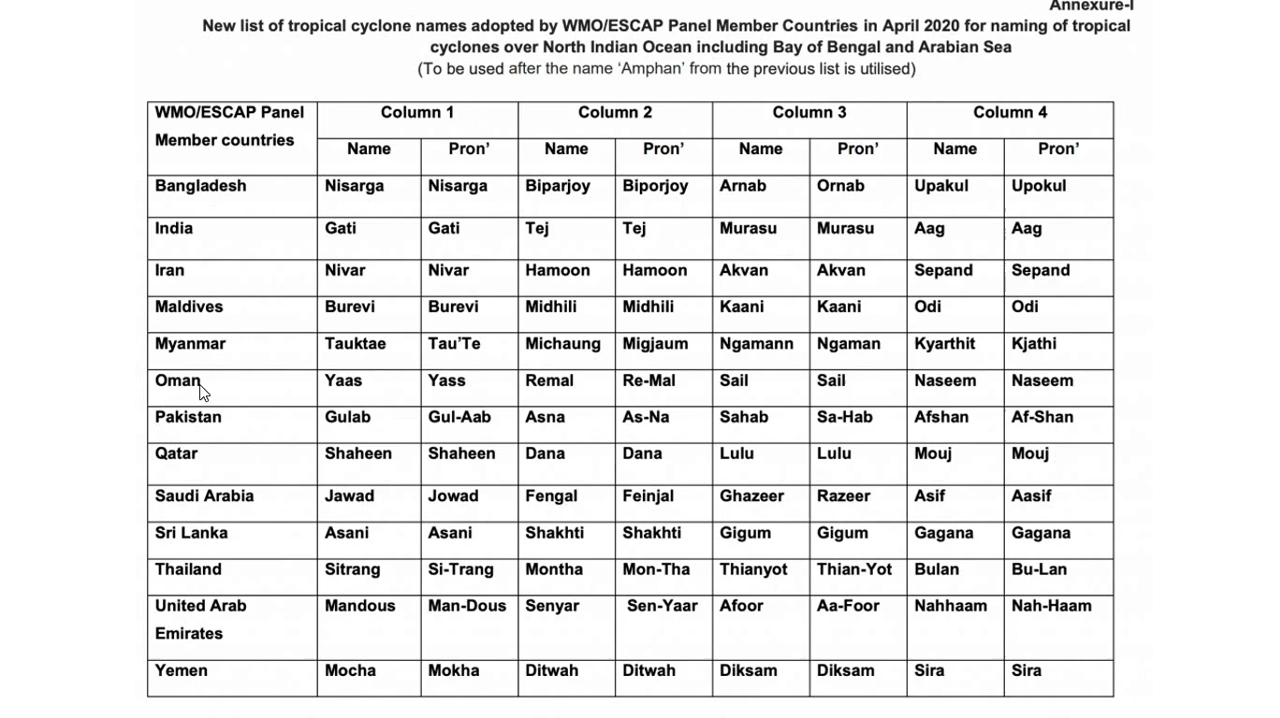 Annexure-I
New list of tropical cyclone names adopted by WMO/ESCAP Panel Member Countries in April 2020 for naming of tropical
cyclones over North Indian Ocean including Bay of Bengal and Arabian Sea
(To be used after the name ‘Amphan’ from the previous list is utilised)
WMO/ESCAP Panel Member countries Column 1 Column 2 Column 3 Column 4
Name Pron’ Name Pron’ Name Pron’ Name Pron’
Bangladesh Nisarga Nisarga Biparjoy Biporjoy Arnab Ornab Upakul Upokul
India Gati Gati Tej Tej Murasu Murasu Aag Aag
Iran Nivar Nivar Hamoon Hamoon Akvan Akvan Sepand Sepand
Maldives Burevi Burevi Midhili Midhili Kaani Kaani Odi Odi
Myanmar Tauktae Tau’Te Michaung Migjaum Ngamann Ngaman Kyarthit Kjathi
Oman Yaas Yass Remal Re-Mal Sail Sail Naseem Naseem
Pakistan Gulab Gul-Aab Asna As-Na Sahab Sa-Hab Afshan Af-Shan
Qatar Shaheen Shaheen Dana Dana Lulu Lulu Mouj Mouj
Saudi Arabia Jawad Jowad Fengal Feinjal Ghazeer Razeer Asif Aasif
Sri Lanka Asani Asani Shakhti Shakhti Gigum Gigum Gagana Gagana
Thailand Sitrang Si-Trang Montha Mon-Tha Thianyot Thian-Yot Bulan Bu-Lan
United Arab Emirates Mandous Man-Dous Senyar Sen-Yaar Afoor Aa-Foor Nahhaam Nah-Haam
Yemen Mocha Mokha Ditwah Ditwah Diksam Diksam Sira Sira